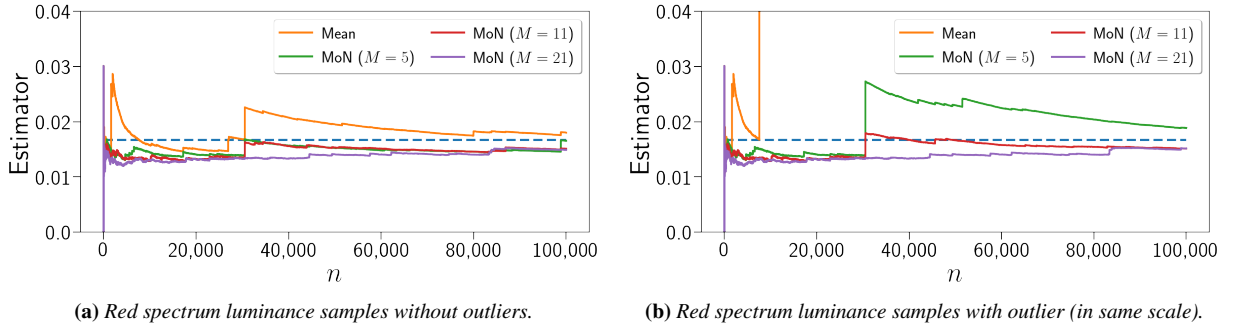 0.04
0.03
0.02
0.01
0.0
Estimator
Mean
MoN (M = 5)
MoN (M = 11)
MoN (M = 21)
0 20,000 40,000 60,000 80,000 100,000
n
(a) Red spectrum luminance samples without outliers.
0.04
0.03
0.02
0.01
0.0
Estimator
Mean
MoN (M = 5)
MoN (M = 11)
MoN (M = 21)
0 20,000 40,000 60,000 80,000 100,000
n
(b) Red spectrum luminance samples with outlier (in same scale).